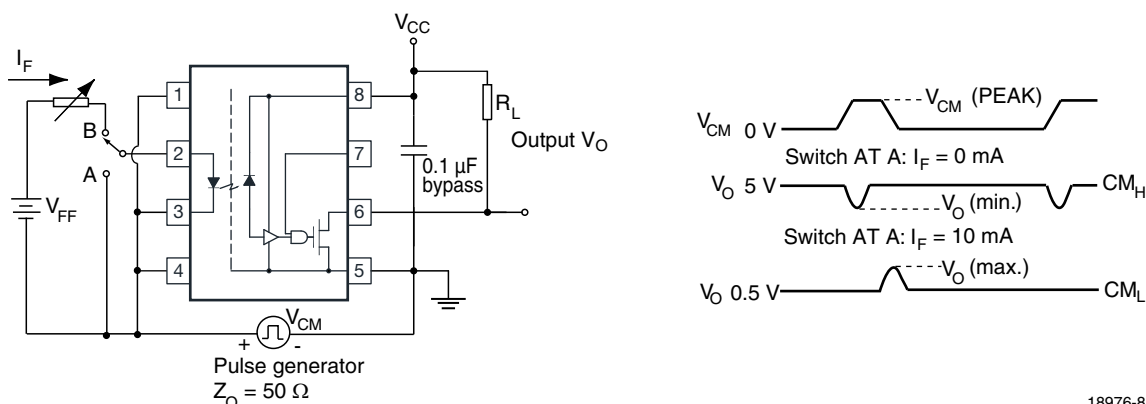 V_CC
I_F
B
A
V_FF
1
2
3
4
8
7
6
5
R_L
Output V_O
0.1 µF
bypass
V_CM
+ -
Pulse generator
Z_O = 50 Ω
V_CM (PEAK)
V_CM 0 V
Switch AT A: I_F = 0 mA
V_O 5 V
CM_H
V_O (min.)
Switch AT A: I_F = 10 mA
V_O (max.)
V_O 0.5 V
CM_L
18976-8